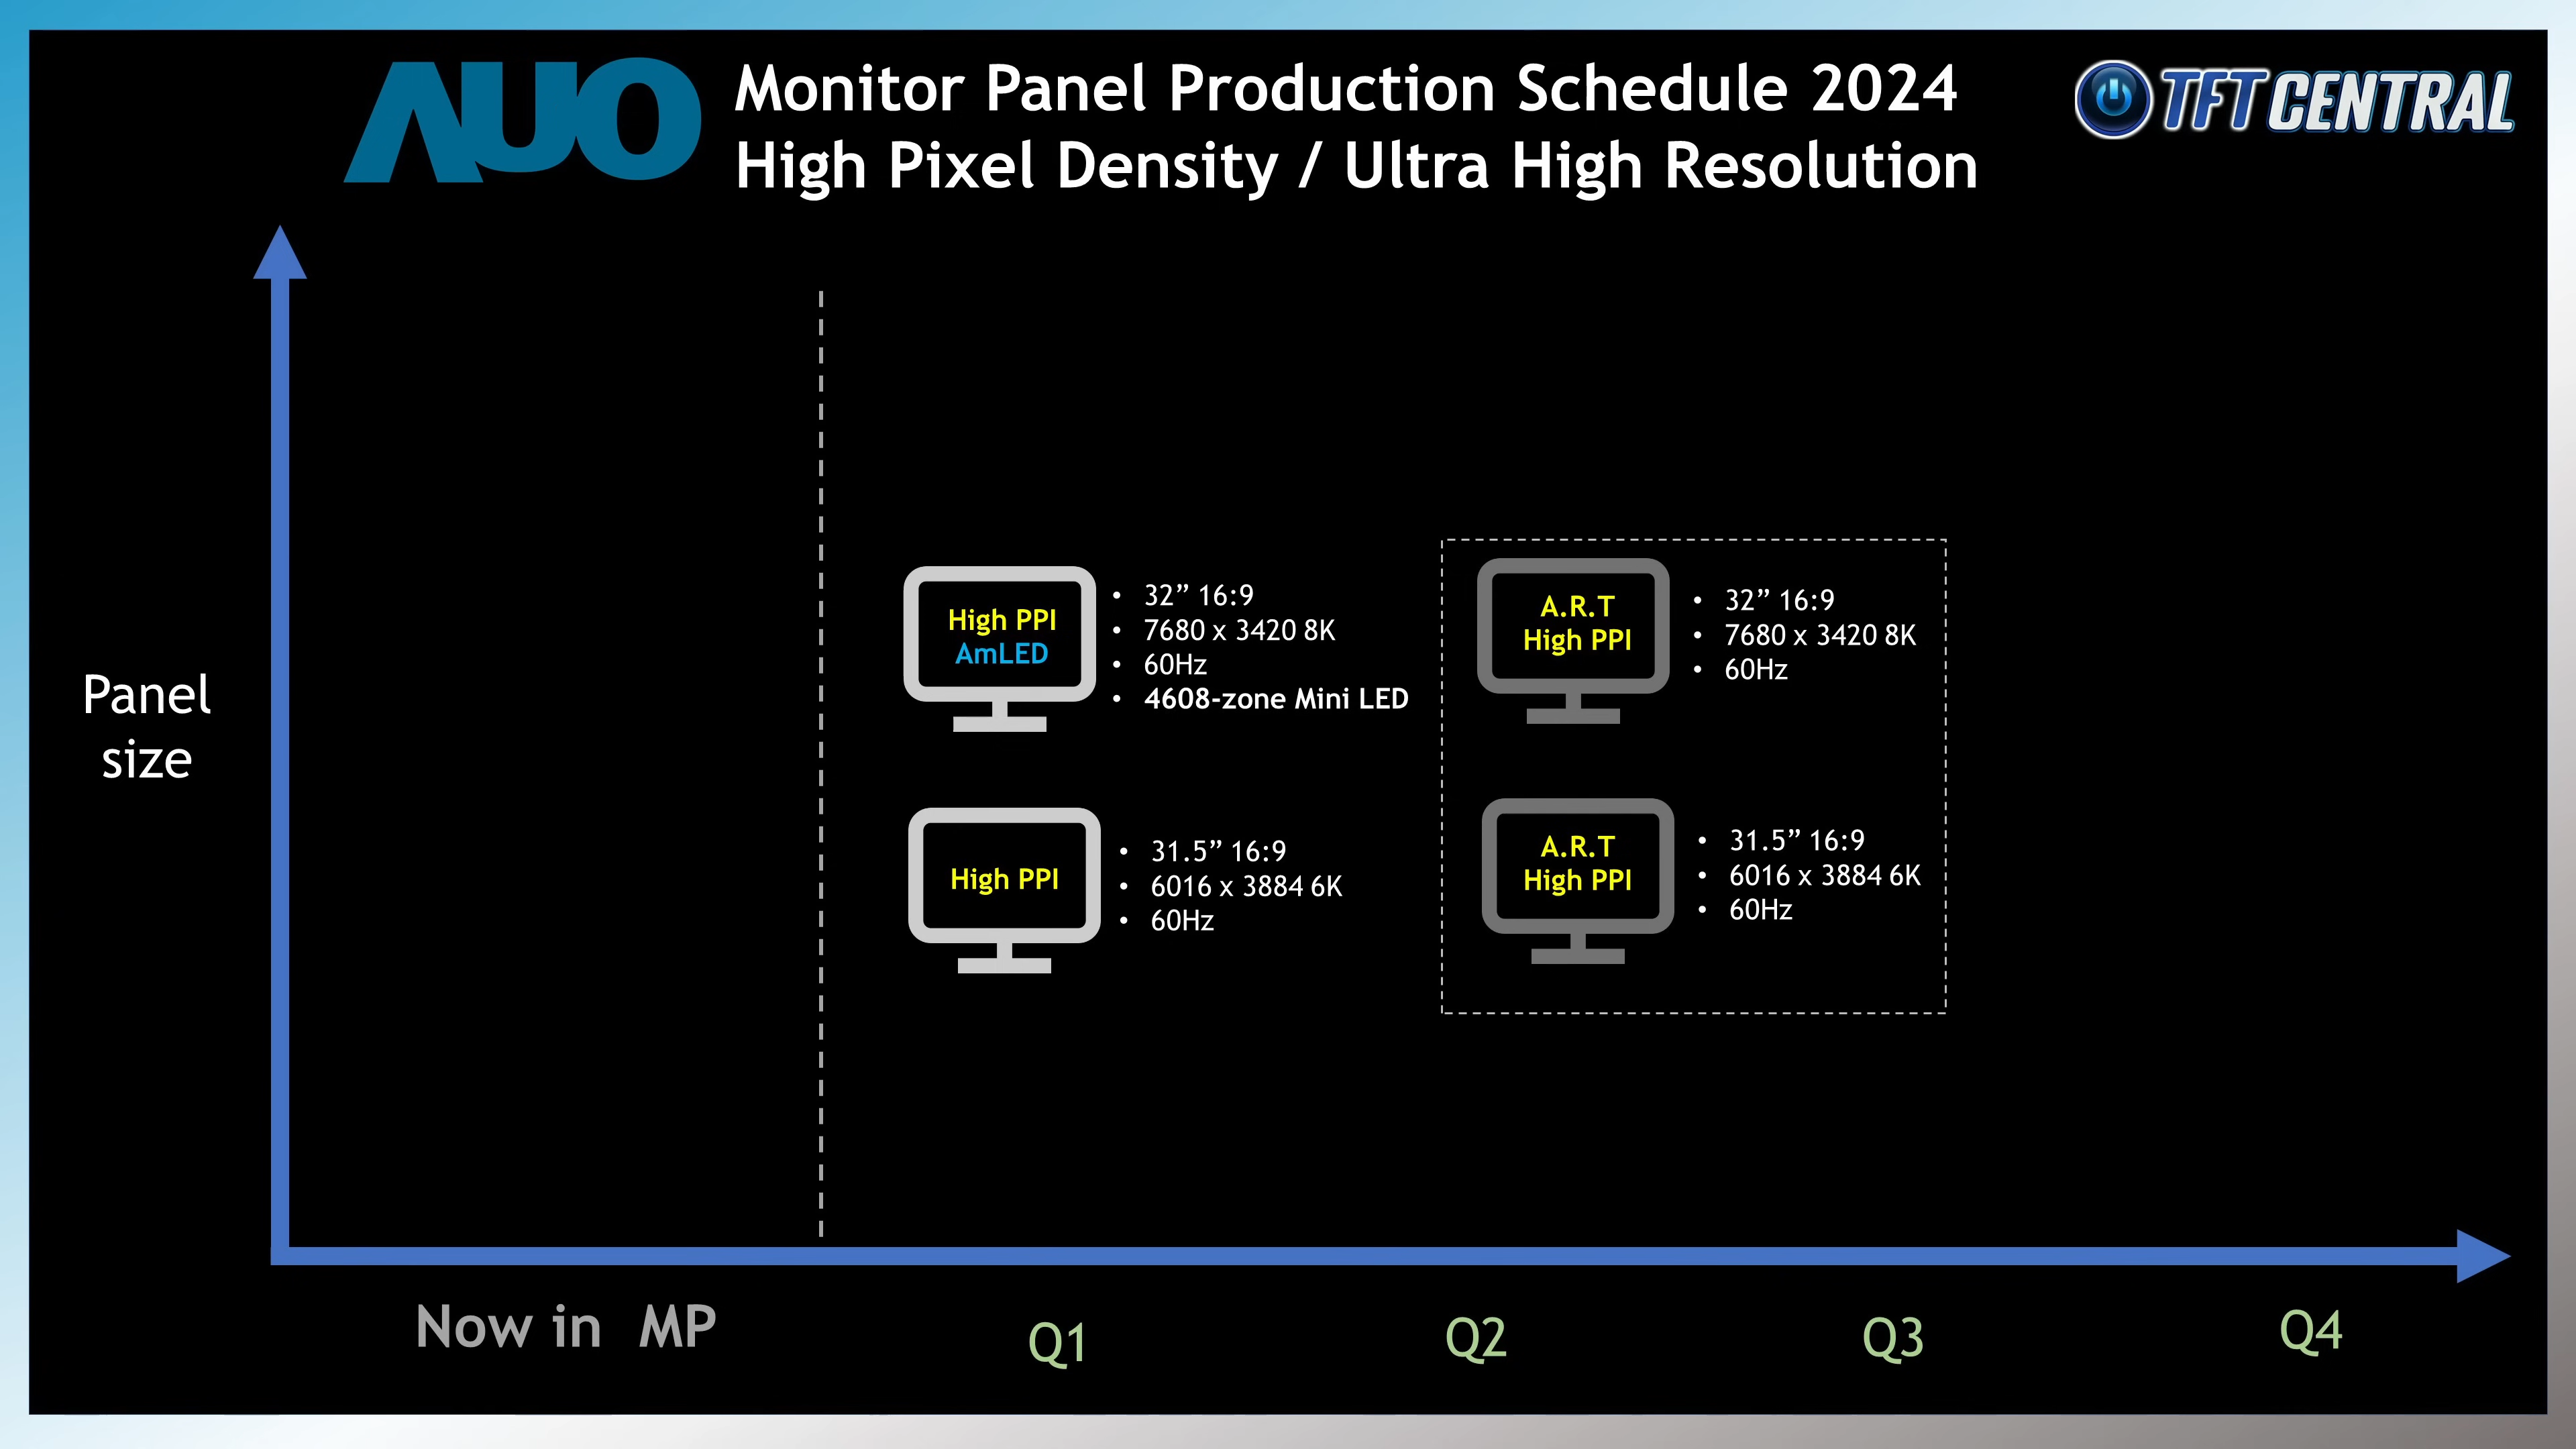 AUO
Monitor Panel Production Schedule 2024
High Pixel Density / Ultra High Resolution
TFTCENTRAL
Panel
size
High PPI
AmLED
• 32” 16:9
• 7680 x 3420 8K
• 60Hz
• 4608-zone Mini LED
A.R.T
High PPI
• 32” 16:9
• 7680 x 3420 8K
• 60Hz
High PPI
• 31.5” 16:9
• 6016 x 3884 6K
• 60Hz
A.R.T
High PPI
• 31.5” 16:9
• 6016 x 3884 6K
• 60Hz
Now in MP
Q1
Q2
Q3
Q4